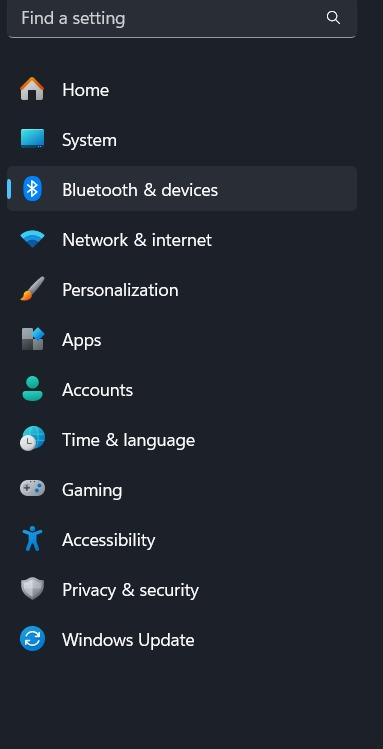 Find a setting
Home
System
Bluetooth & devices
Network & internet
Personalization
Apps
Accounts
Time & language
Gaming
Accessibility
Privacy & security
Windows Update